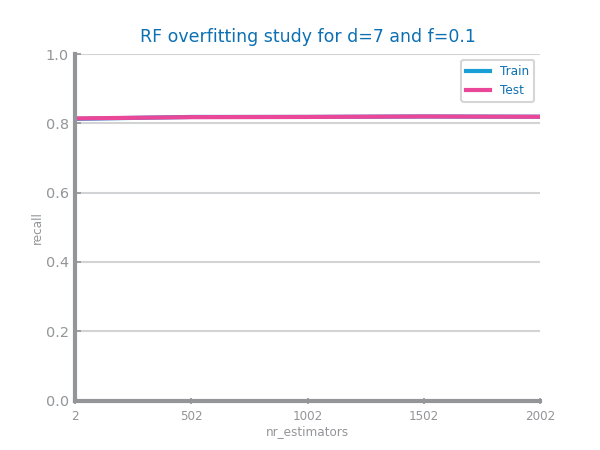 RF overfitting study for d=7 and f=0.1
1.0
Train
Test
0.8
0.6
recall
0.4
0.2
0.0
2 502 1002 1502 2002
nr_estimators